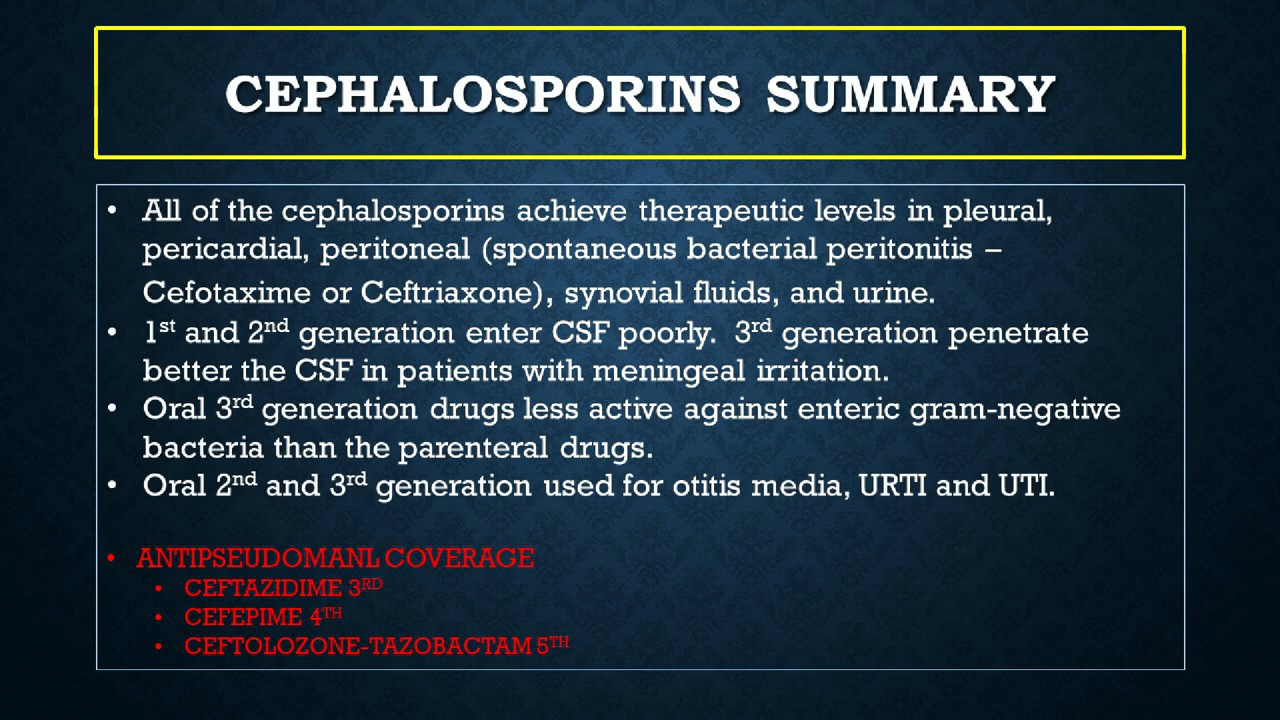 CEPHALOSPORINS SUMMARY
• All of the cephalosporins achieve therapeutic levels in pleural,
pericardial, peritoneal (spontaneous bacterial peritonitis –
Cefotaxime or Ceftriaxone), synovial fluids, and urine.
• 1st and 2nd generation enter CSF poorly. 3rd generation penetrate
better the CSF in patients with meningeal irritation.
• Oral 3rd generation drugs less active against enteric gram-negative
bacteria than the parenteral drugs.
• Oral 2nd and 3rd generation used for otitis media, URTI and UTI.
• ANTIPSEUDOMANL COVERAGE
• CEFTAZIDIME 3RD
• CEFEPIME 4TH
• CEFTOLOZONE-TAZOBACTAM 5TH